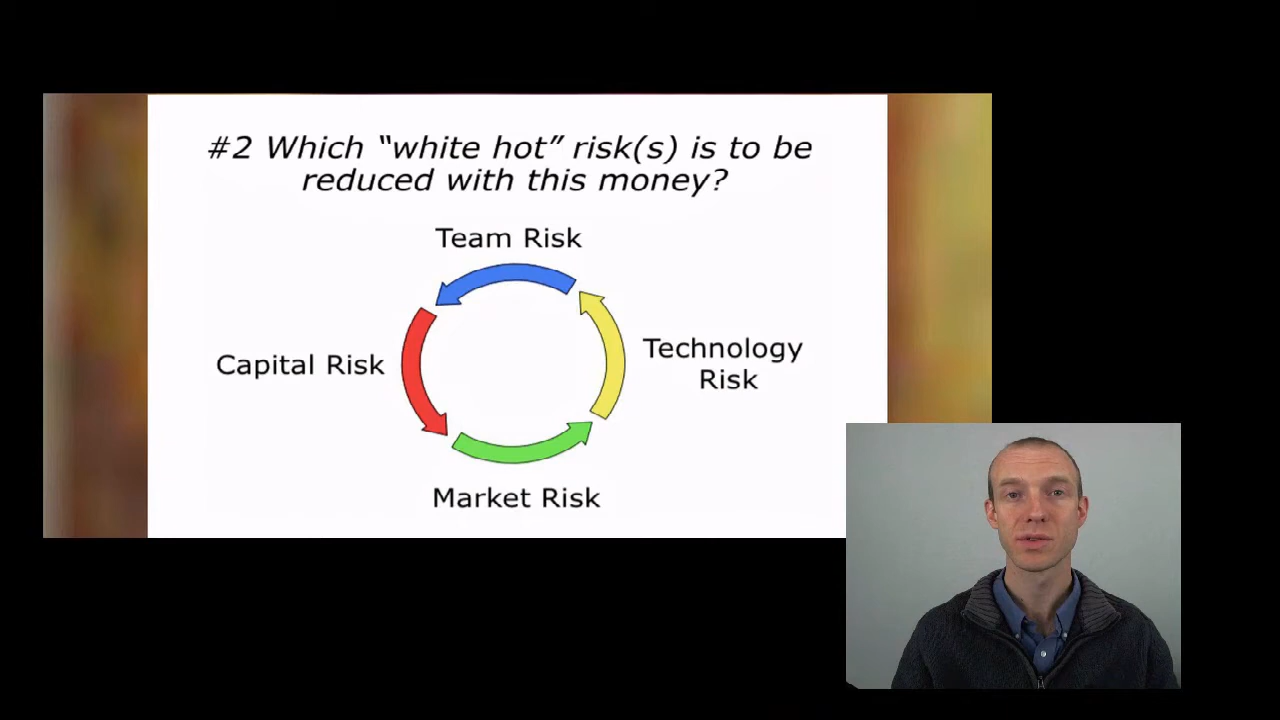 #2 Which “white hot” risk(s) is to be
reduced with this money?
Team Risk
Capital Risk
Technology
Risk
Market Risk